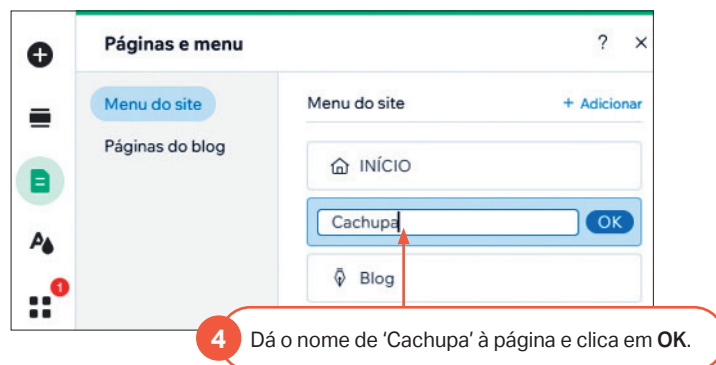 Páginas e menu ? ×
Menu do site
Páginas do blog
Menu do site + Adicionar
INÍCIO
Cachupa OK
Blog
1
4 Dá o nome de ‘Cachupa’ à página e clica em OK.